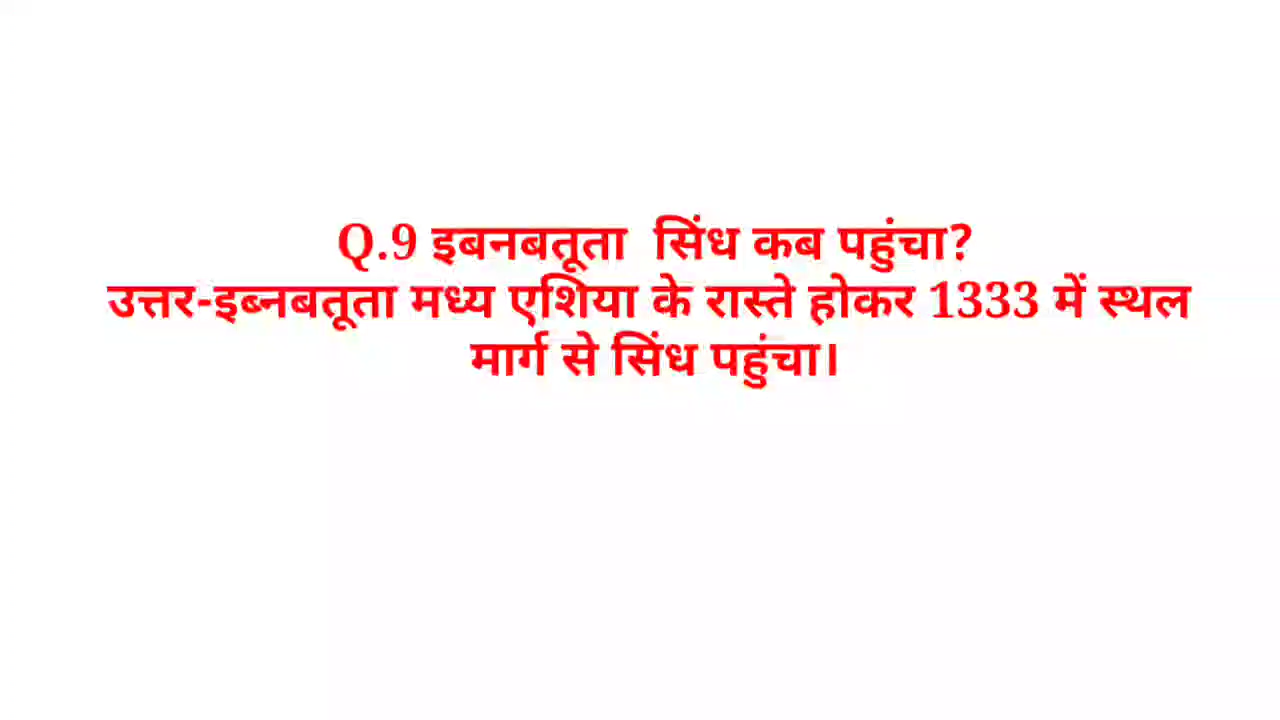 Q.9 इबनबतूता  सिंध कब पहुंचा?
उत्तर-इब्नबतूता मध्य एशिया के रास्ते होकर 1333 में स्थल
मार्ग से सिंध पहुंचा।